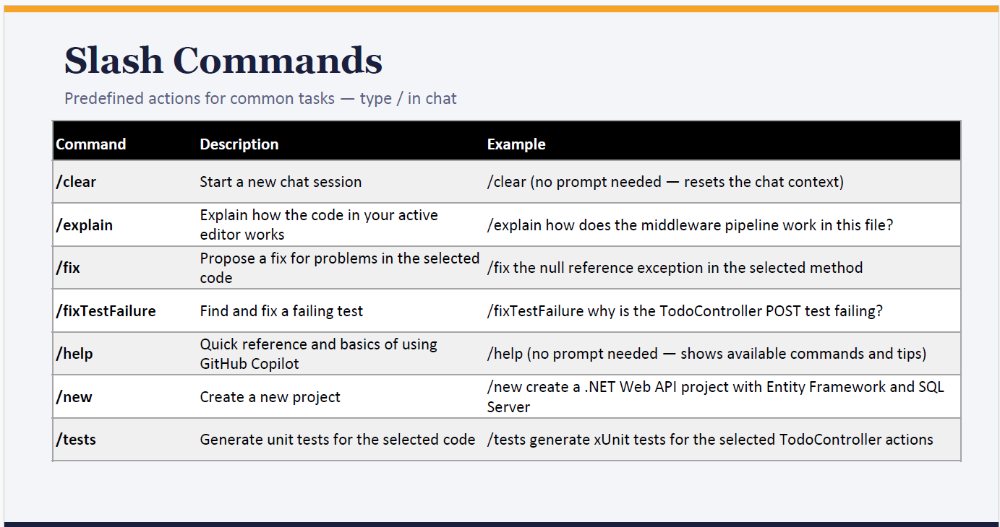 Slash Commands
Predefined actions for common tasks — type / in chat
Command Description Example
/clear Start a new chat session /clear (no prompt needed — resets the chat context)
/explain Explain how the code in your active
editor works /explain how does the middleware pipeline work in this file?
/fix Propose a fix for problems in the selected
code /fix the null reference exception in the selected method
/fixTestFailure Find and fix a failing test /fixTestFailure why is the TodoController POST test failing?
/help Quick reference and basics of using
GitHub Copilot /help (no prompt needed — shows available commands and tips)
/new Create a new project /new create a .NET Web API project with Entity Framework and SQL
Server
/tests Generate unit tests for the selected code /tests generate xUnit tests for the selected TodoController actions